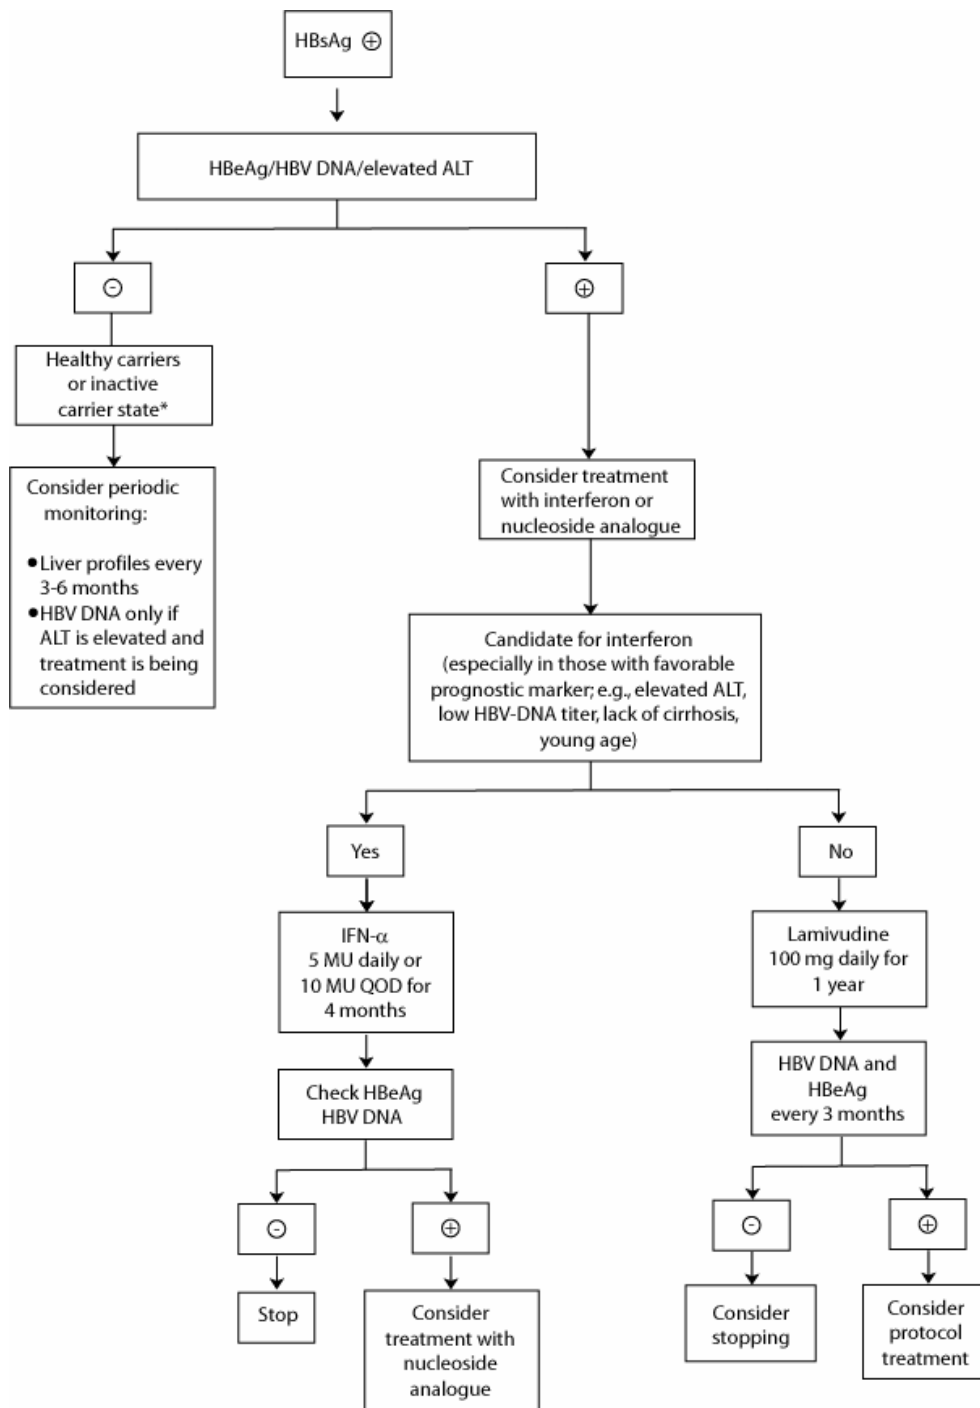 HBsAg ⊕
HBeAg/HBV DNA/elevated ALT
⊖
⊕
Healthy carriers
or inactive
carrier state*
Consider periodic
monitoring:
●Liver profiles every
3-6 months
●HBV DNA only if
ALT is elevated and
treatment is being
considered
Consider treatment
with interferon or
nucleoside analogue
Candidate for interferon
(especially in those with favorable
prognostic marker; e.g., elevated ALT,
low HBV-DNA titer, lack of cirrhosis,
young age)
Yes
No
IFN-α
5 MU daily or
10 MU QOD for
4 months
Lamivudine
100 mg daily for
1 year
Check HBeAg
HBV DNA
HBV DNA and
HBeAg
every 3 months
⊖
⊕
⊖
⊕
Stop
Consider
treatment with
nucleoside
analogue
Consider
stopping
Consider
protocol
treatment